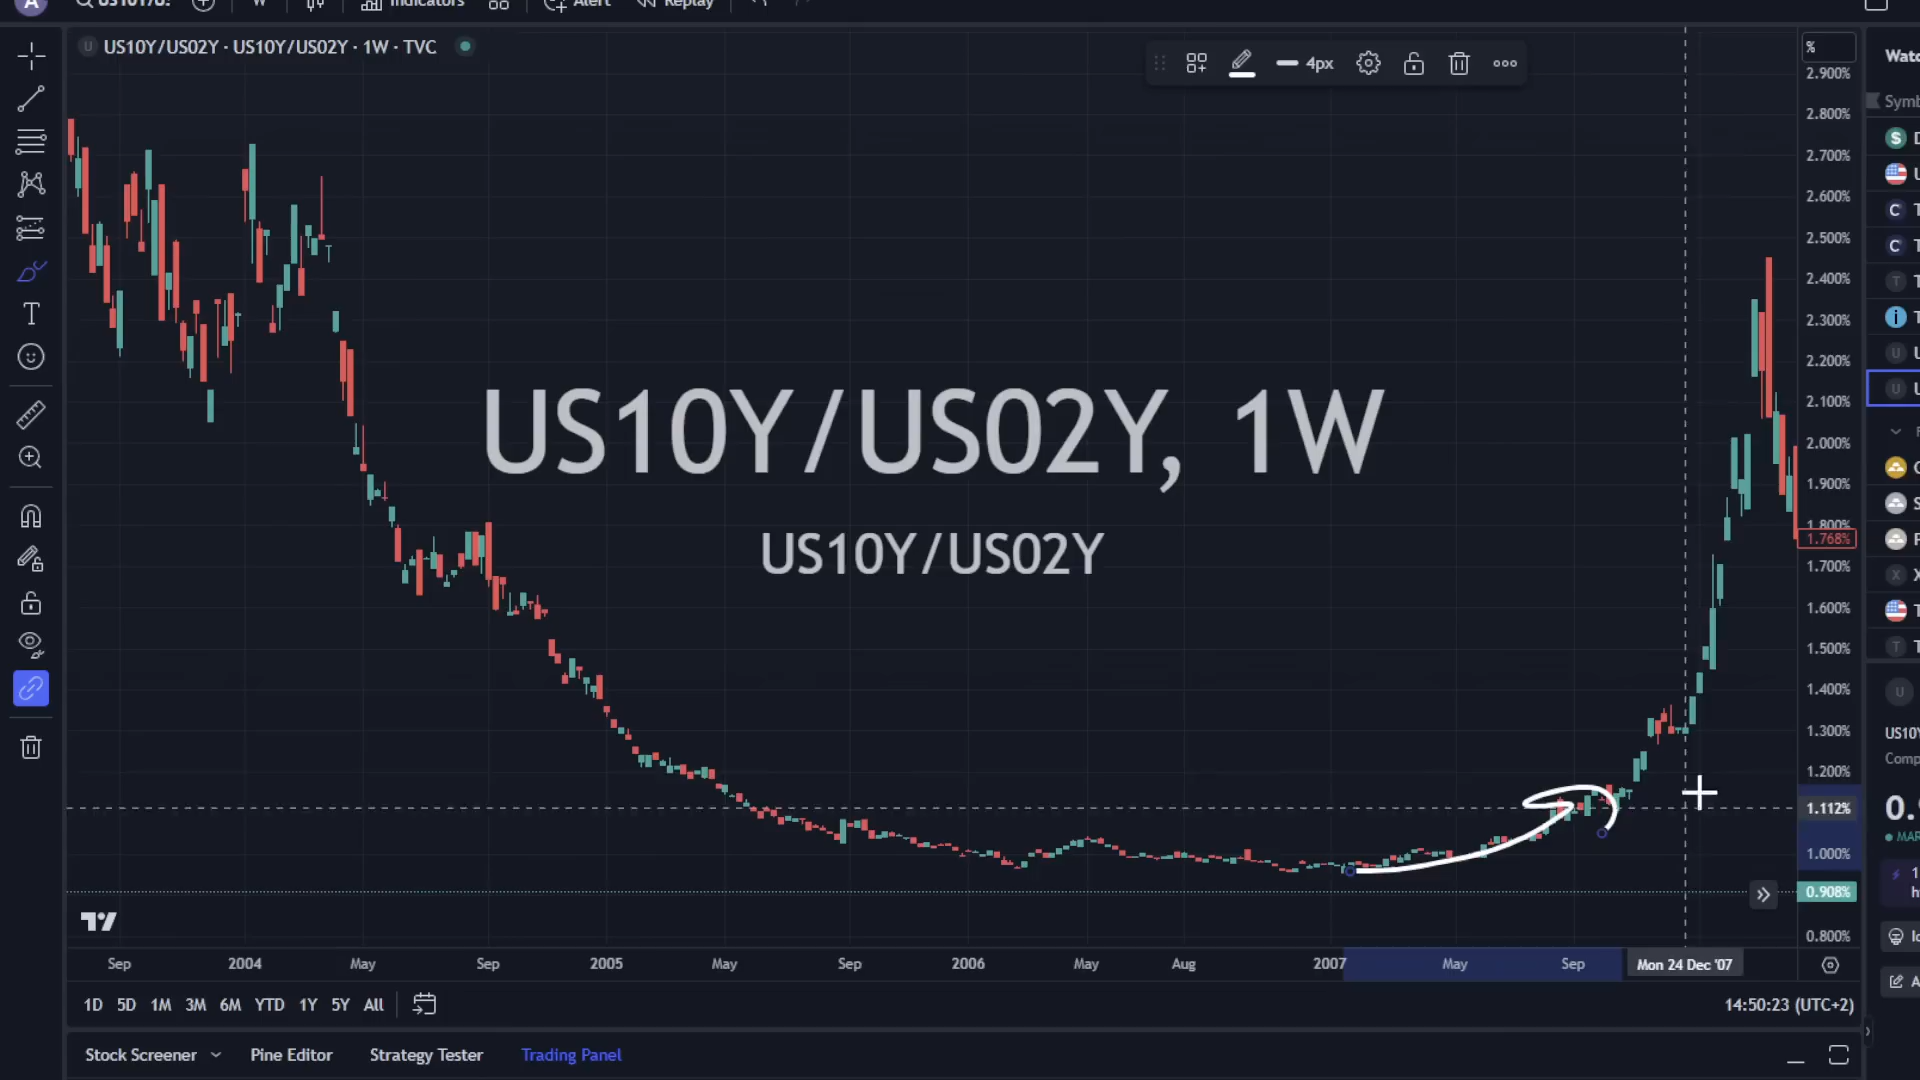 Indicators
Alert
Replay
US10Y/US02Y · US10Y/US02Y · 1W · TVC
4px
%
2.900%
2.800%
2.700%
2.600%
2.500%
2.400%
2.300%
2.200%
2.100%
2.000%
1.900%
1.800%
1.768%
1.700%
1.600%
1.500%
1.400%
1.300%
1.200%
1.112%
1.000%
0.908%
0.800%
US10Y/US02Y, 1W
US10Y/US02Y
Sep
2004
May
Sep
2005
May
Sep
2006
May
Aug
2007
May
Sep
Mon 24 Dec '07
1D 5D 1M 3M 6M YTD 1Y 5Y All
14:50:23 (UTC+2)
Stock Screener
Pine Editor
Strategy Tester
Trading Panel